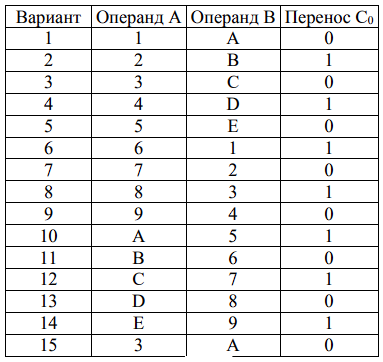 Вариант Операнд A Операнд B Перенос C0
1 1 A 0
2 2 B 1
3 3 C 0
4 4 D 1
5 5 E 0
6 6 1 1
7 7 2 0
8 8 3 1
9 9 4 0
10 A 5 1
11 B 6 0
12 C 7 1
13 D 8 0
14 E 9 1
15 3 A 0